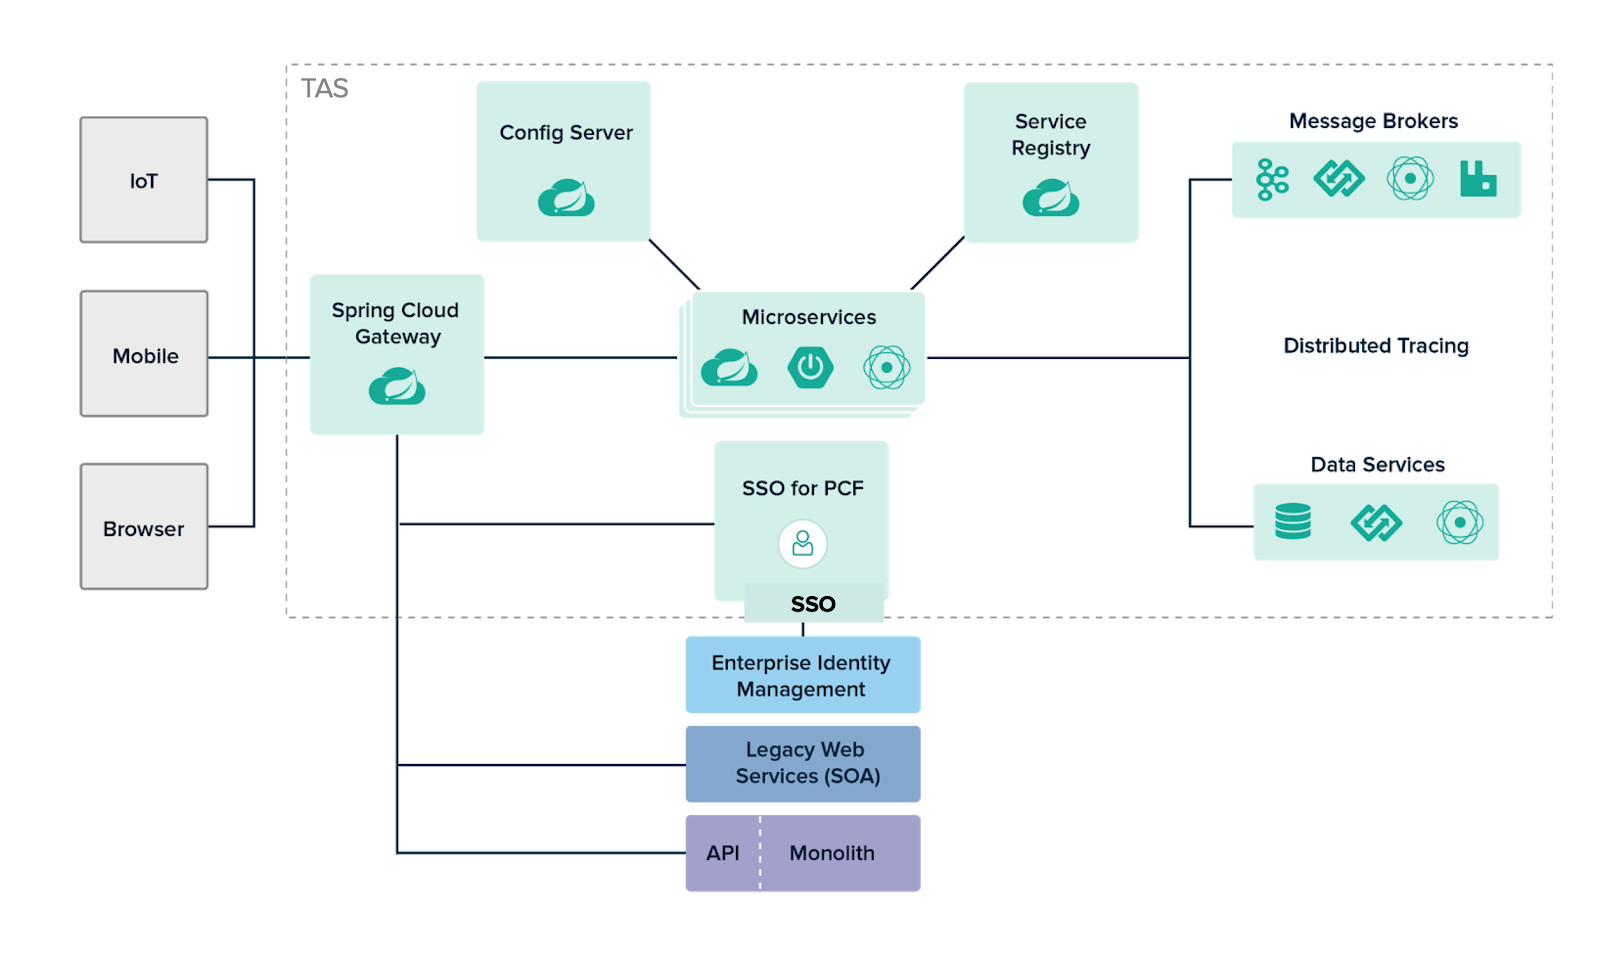 TAS
IoT
Mobile
Browser
Config Server
Service
Registry
Message Brokers
Spring Cloud
Gateway
Microservices
Distributed Tracing
Data Services
SSO for PCF
SSO
Enterprise Identity
Management
Legacy Web
Services (SOA)
API
Monolith